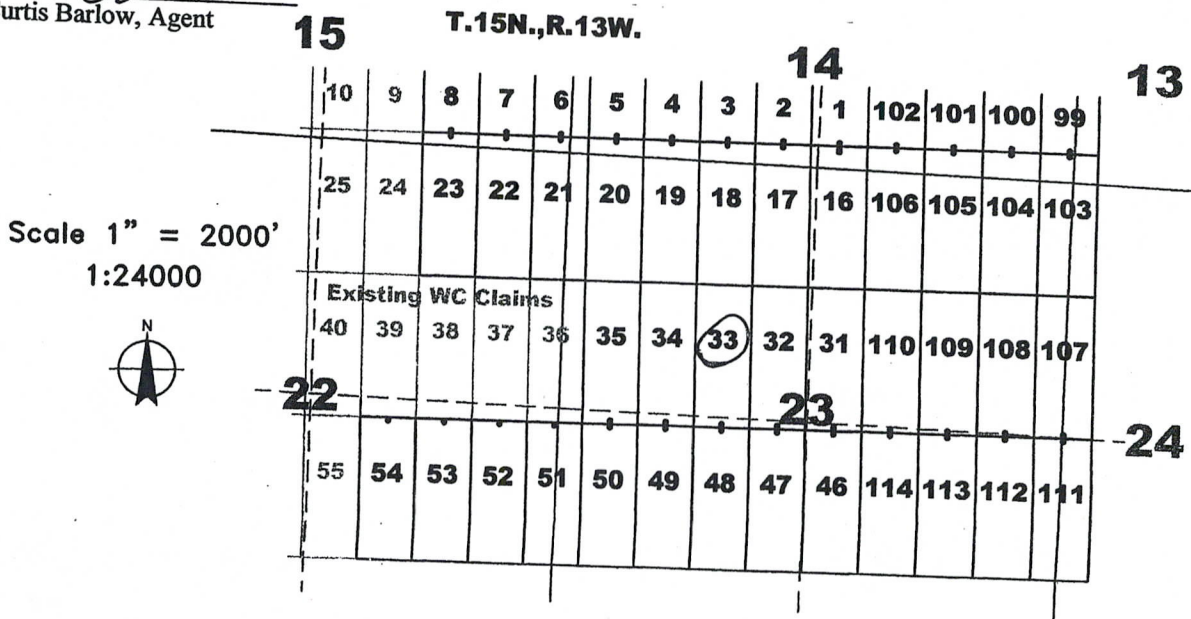 urtis Barlow, Agent
T.15N.,R.13W.
15
14
13
10 9 8 7 6 5 4 3 2 1 102 101 100 99
25 24 23 22 21 20 19 18 17 16 106 105 104 103
Scale 1" = 2000'
1:24000
Existing WC Claims
40 39 38 37 36 35 34 33 32 31 110 109 108 107
N
22
23
24
55 54 53 52 51 50 49 48 47 46 114 113 112 111